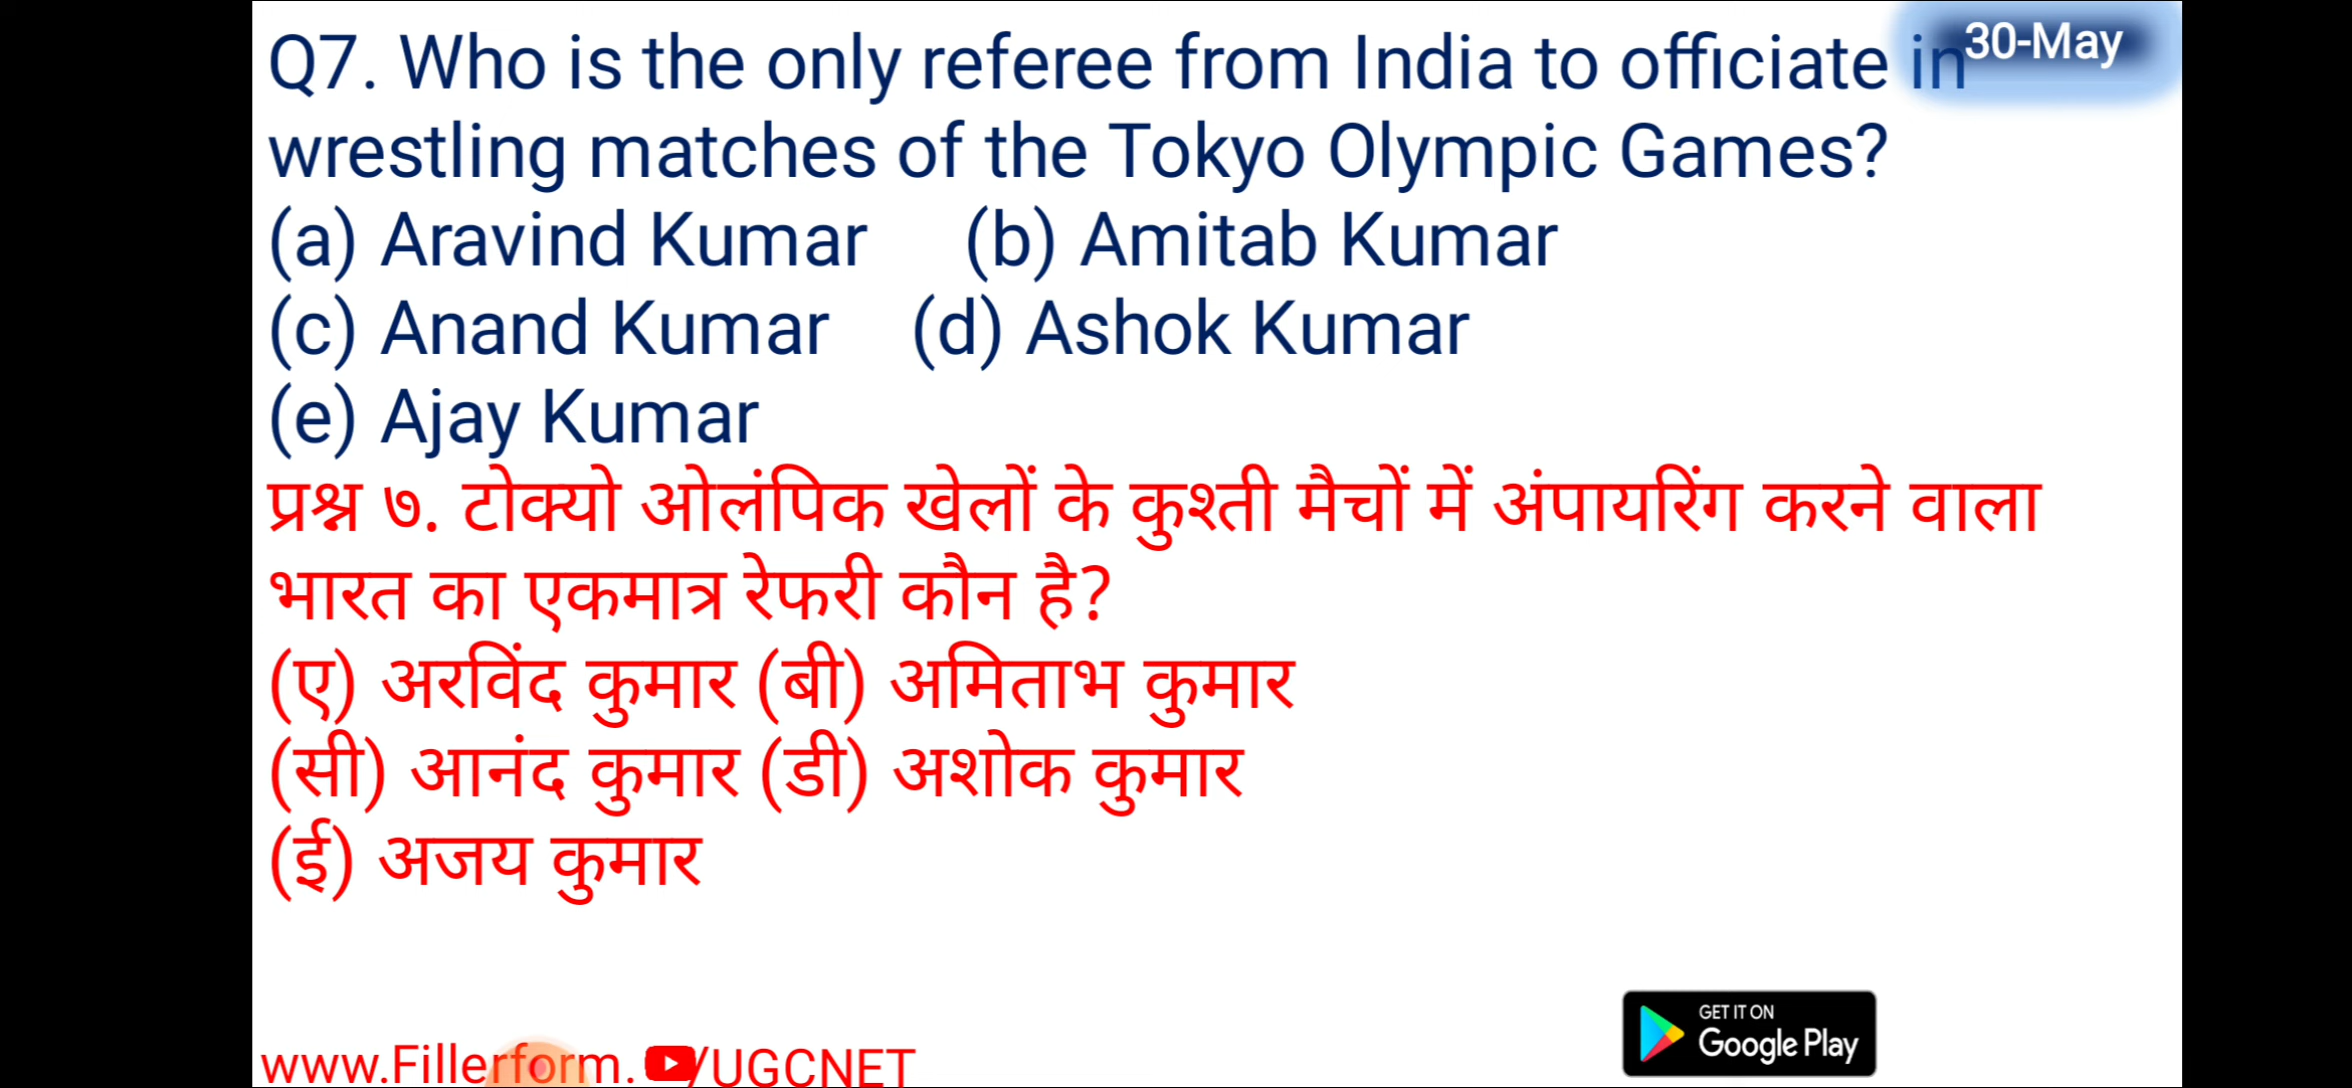 Q7. Who is the only referee from India to officiate in
30-May
wrestling matches of the Tokyo Olympic Games?
(a) Aravind Kumar (b) Amitab Kumar
(c) Anand Kumar (d) Ashok Kumar
(e) Ajay Kumar
प्रश्न ७. टोक्यो ओलंपिक खेलों के कुश्ती मैचों में अंपायरिंग करने वाला
भारत का एकमात्र रेफरी कौन है?
(ए) अरविंद कुमार (बी) अमिताभ कुमार
(सी) आनंद कुमार (डी) अशोक कुमार
(ई) अजय कुमार
www.Fillerform. /UGCNET
GET IT ON
Google Play